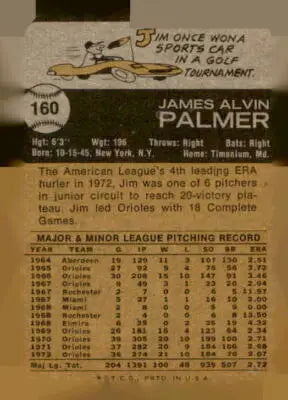 JIM ONCE WON A
SPORTS CAR
IN A GOLF
TOURNAMENT.
160
JAMES ALVIN
PALMER
Hgt: 6'3" Wgt: 196 Throws: Right Bats: Right
Born: 10-15-45, New York, N.Y. Home: Timonium, Md.
The American League's 4th leading ERA
hurler in 1972, Jim was one of 6 pitchers
in junior circuit to reach 20-victory pla-
teau. Jim led Orioles with 18 Complete
Games.
MAJOR & MINOR LEAGUE PITCHING RECORD
YEAR TEAM G IP W L SO BB ERA
1964 Aberdeen 19 129 11 3 107 130 2.51
1965 Orioles 27 92 5 4 75 56 3.72
1966 Orioles 30 208 15 10 147 91 3.46
1967 Orioles 9 49 3 1 23 20 2.94
1967 Rochester 2 7 0 0 5 11.57
1967 Miami 5 27 1 1 16 10 2.00
1968 Miami 2 8 0 0 9 0.00
1968 Rochester 2 4 0 0 6 8 13.50
1968 Elmira 6 25 0 2 26 19 4.32
1969 Orioles 26 181 16 4 123 64 2.34
1970 Orioles 39 305 20 10 199 100 2.71
1971 Orioles 37 282 20 9 184 106 2.68
1972 Orioles 36 274 21 10 184 70 2.07
Maj. Lg. Tot. 204 1391 100 48 935 507 2.72
© T.C.G. PRTD. IN U.S.A.